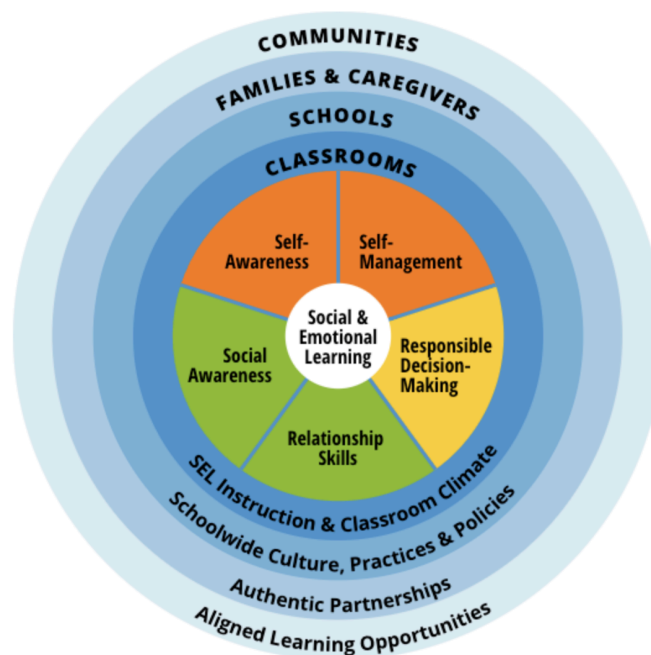 COMMUNITIES
FAMILIES & CAREGIVERS
SCHOOLS
CLASSROOMS
Self-
Awareness
Self-
Management
Social &
Emotional
Learning
Social
Awareness
Responsible
Decision-
Making
Relationship
Skills
SEL Instruction & Classroom Climate
Schoolwide Culture, Practices & Policies
Authentic Partnerships
Aligned Learning Opportunities